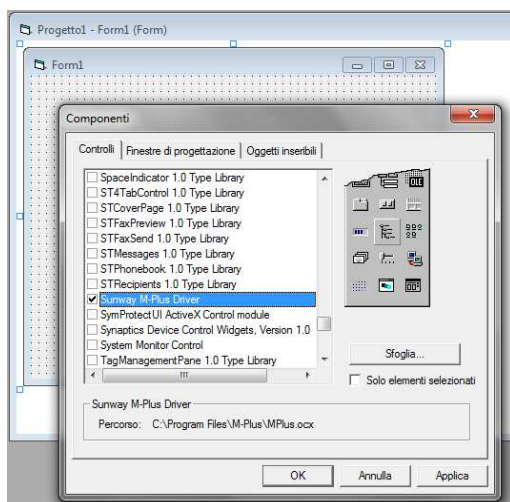 Progetto1 - Form1 (Form)
Form1
Componenti
Controlli
Finestre di progettazione
Oggetti inseribili
SpaceIndicator 1.0 Type Library
ST4TabControl 1.0 Type Library
STCoverPage 1.0 Type Library
STFaxPreview 1.0 Type Library
STFaxSend 1.0 Type Library
STMessages 1.0 Type Library
STPhonebook 1.0 Type Library
STRecipients 1.0 Type Library
Sunway M-Plus Driver
SymProtectUI ActiveX Control module
Synaptics Device Control Widgets, Version 1.0
System Monitor Control
TagManagementPane 1.0 Type Library
Sfoglia...
Solo elementi selezionati
Sunway M-Plus Driver
Percorso: C:\Program Files\M-Plus\MPlus.ocx
OK
Annulla
Applica